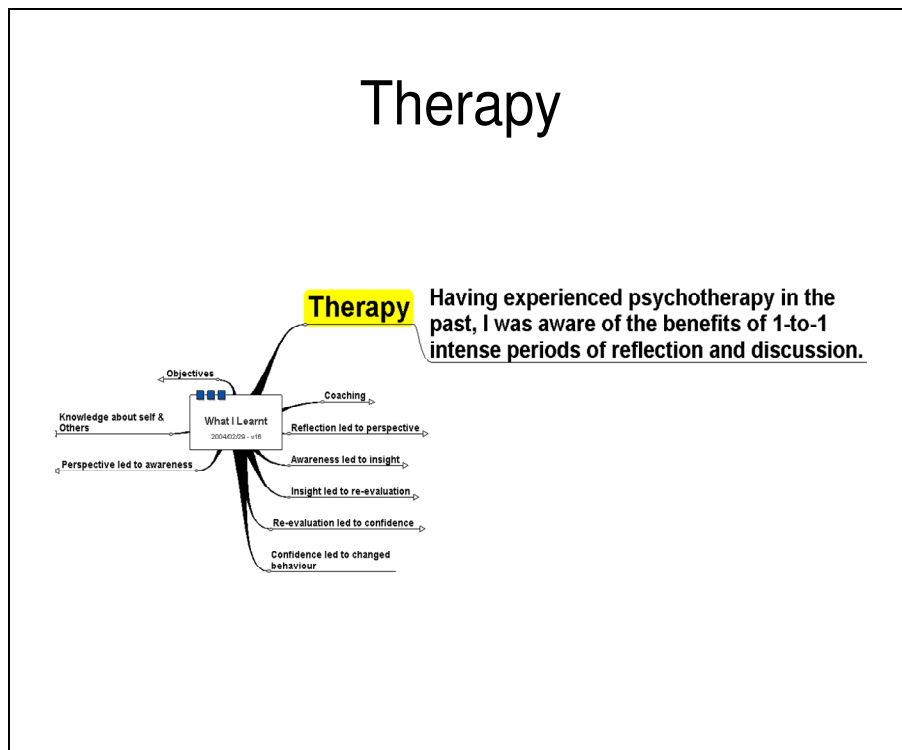 Therapy
Therapy
Having experienced psychotherapy in the
past, I was aware of the benefits of 1-to-1
intense periods of reflection and discussion.
Objectives
Coaching
Knowledge about self &
Others
What I Learnt
2004/02/29 - v16
Reflection led to perspective
Perspective led to awareness
Awareness led to insight
Insight led to re-evaluation
Re-evaluation led to confidence
Confidence led to changed
behaviour